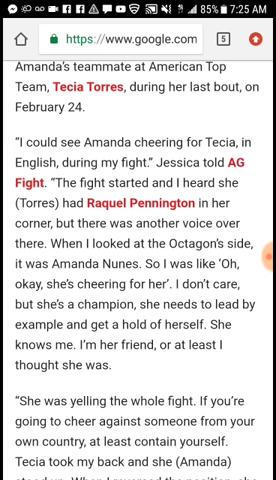 85% 7:25 AM
https://www.google.com
5
Amanda's teammate at American Top
Team, Tecia Torres, during her last bout, on
February 24.
“I could see Amanda cheering for Tecia, in
English, during my fight.” Jessica told AG
Fight. “The fight started and I heard she
(Torres) had Raquel Pennington in her
corner, but there was another voice over
there. When I looked at the Octagon's side,
it was Amanda Nunes. So I was like ‘Oh,
okay, she's cheering for her’. I don't care,
but she's a champion, she needs to lead by
example and get a hold of herself. She
knows me. I'm her friend, or at least I
thought she was.
“She was yelling the whole fight. If you're
going to cheer against someone from your
own country, at least contain yourself.
Tecia took my back and she (Amanda)
stood up. When I reversed the position, she